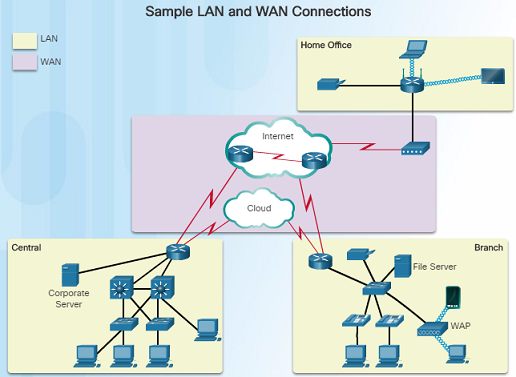 Sample LAN and WAN Connections
LAN
WAN
Home Office
Internet
Cloud
Central
Corporate
Server
Branch
File Server
WAP